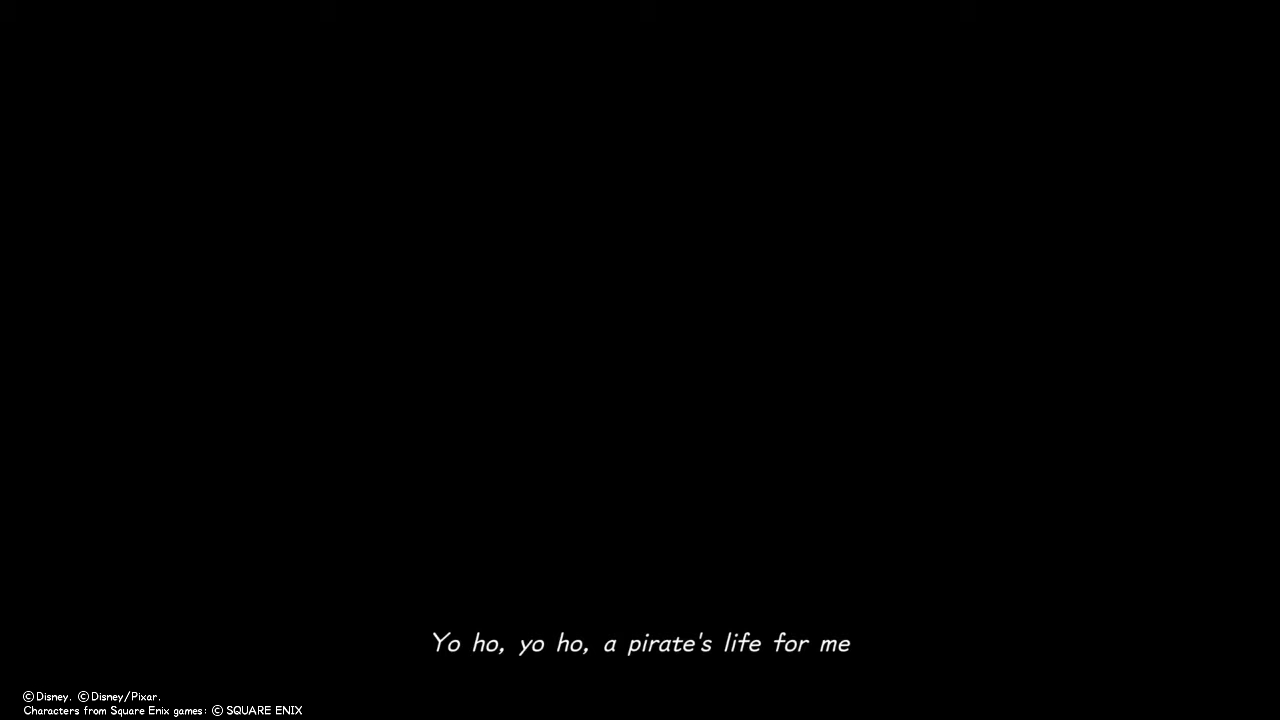 Yo ho, yo ho, a pirate's life for me
©Disney. ©Disney/Pixar.
Characters from Square Enix games: © SQUARE ENIX